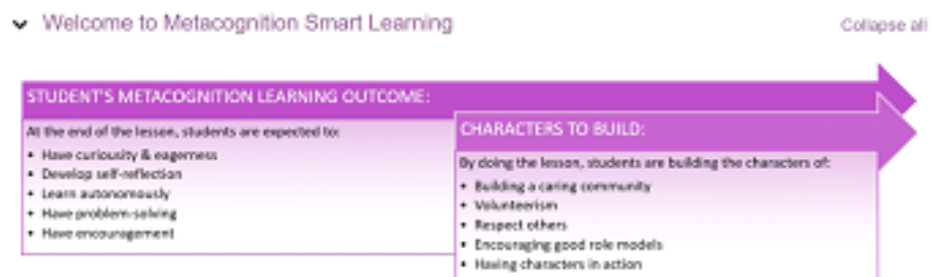 Welcome to Metacognition Smart Learning
Collapse all
STUDENT'S METACOGNITION LEARNING OUTCOME:
At the end of the lesson, students are expected to:
• Have curiousity & eagerness
• Develop self-reflection
• Learn autonomously
• Have problem-solving
• Have encouragement
CHARACTERS TO BUILD:
By doing the lesson, students are building the characters of:
• Building a caring community
• Volunteerism
• Respect others
• Encouraging good role models
• Having characters in action